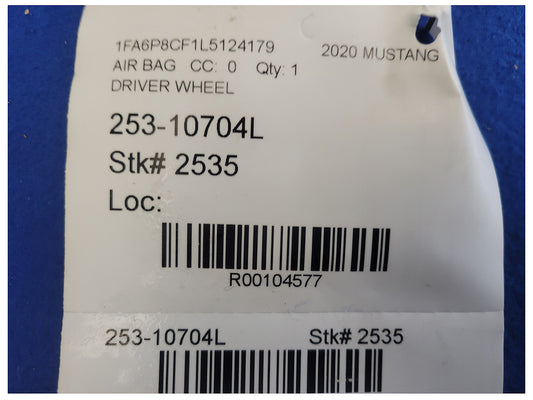 1FA6P8CF1L5124179 2020 MUSTANG
AIR BAG CC: 0 Qty: 1
DRIVER WHEEL
253-10704L
Stk# 2535
Loc:
R00104577
253-10704L Stk# 2535